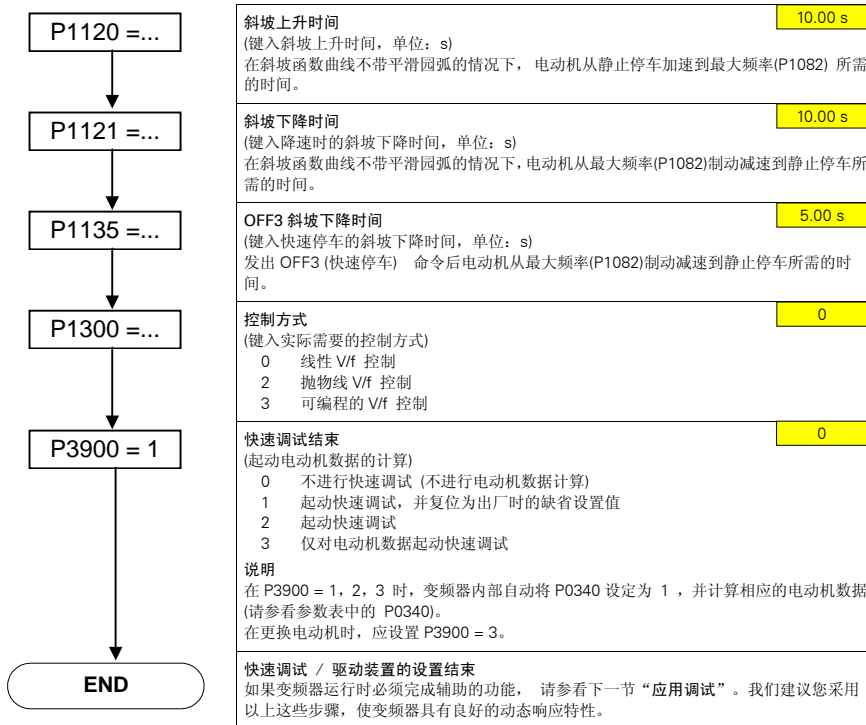 P1120 =...
斜坡上升时间
10.00 s
(键入斜坡上升时间，单位：s)
在斜坡函数曲线不带平滑园弧的情况下， 电动机从静止停车加速到最大频率(P1082) 所需
的时间。
P1121 =...
斜坡下降时间
10.00 s
(键入降速时的斜坡下降时间，单位：s)
在斜坡函数曲线不带平滑园弧的情况下，电动机从最大频率(P1082)制动减速到静止停车所
需的时间。
P1135 =...
OFF3 斜坡下降时间
5.00 s
(键入快速停车的斜坡下降时间，单位：s)
发出 OFF3 (快速停车) 命令后电动机从最大频率(P1082)制动减速到静止停车所需的时
间。
P1300 =...
控制方式
0
(键入实际需要的控制方式)
0 线性 V/f 控制
2 抛物线 V/f 控制
3 可编程的 V/f 控制
P3900 = 1
快速调试结束
0
(起动电动机数据的计算)
0 不进行快速调试 (不进行电动机数据计算)
1 起动快速调试，并复位为出厂时的缺省设置值
2 起动快速调试
3 仅对电动机数据起动快速调试
说明
在 P3900 = 1，2，3 时，变频器内部自动将 P0340 设定为 1 ，并计算相应的电动机数据
(请参看参数表中的 P0340)。
在更换电动机时，应设置 P3900 = 3。
END
快速调试 / 驱动装置的设置结束
如果变频器运行时必须完成辅助的功能， 请参看下一节“应用调试”。我们建议您采用
以上这些步骤，使变频器具有良好的动态响应特性。